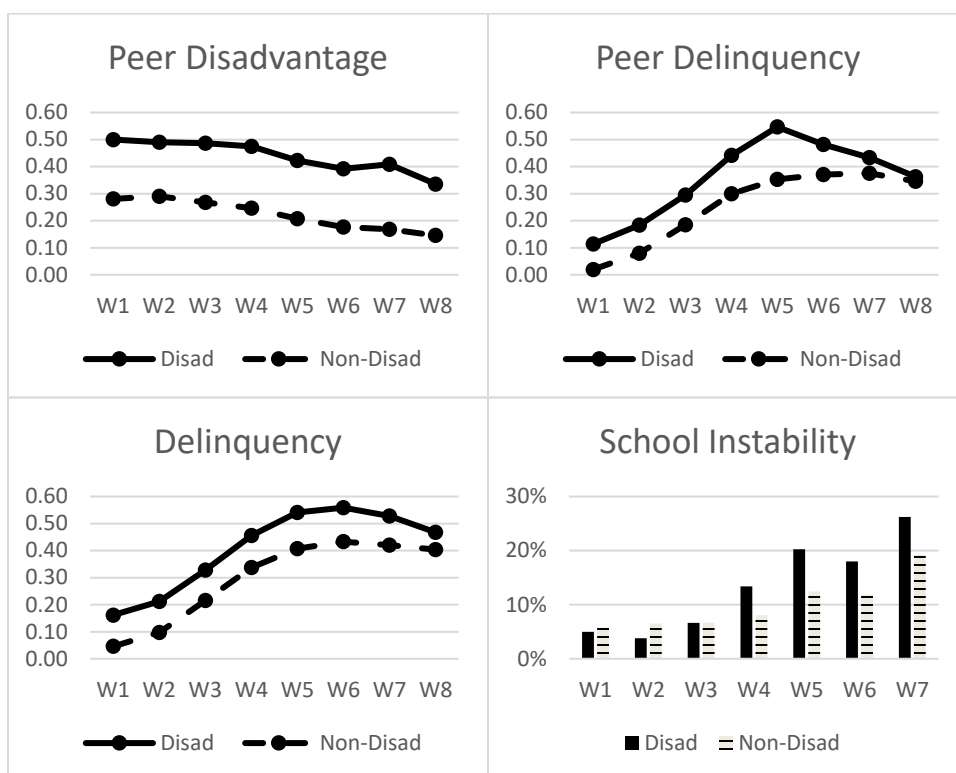 Peer Disadvantage
0.60
0.50
0.40
0.30
0.20
0.10
0.00
W1 W2 W3 W4 W5 W6 W7 W8
Disad Non-Disad
Peer Delinquency
0.60
0.50
0.40
0.30
0.20
0.10
0.00
W1 W2 W3 W4 W5 W6 W7 W8
Disad Non-Disad
Delinquency
0.60
0.50
0.40
0.30
0.20
0.10
0.00
W1 W2 W3 W4 W5 W6 W7 W8
Disad Non-Disad
School Instability
30%
20%
10%
0%
W1 W2 W3 W4 W5 W6 W7
Disad Non-Disad